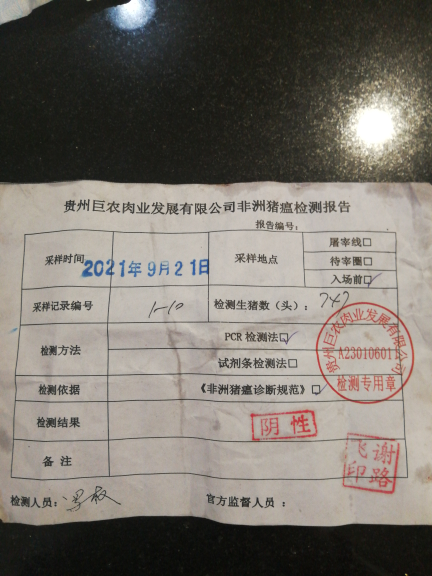 贵州巨农肉业发展有限公司非洲猪瘟检测报告
报告编号：
采样时间
2021年9月21日
采样地点
屠宰线□
待宰圈□
入场前☑
采样记录编号
1-10
检测生猪数（头）：
检测方法
PCR 检测法☑
试剂条检测法□
检测依据
《非洲猪瘟诊断规范》☑
检测结果
阴性
备注
贵州巨农肉业发展有限公司
A23010601
检测专用章
谢路飞印
检测人员：
官方监督人员：